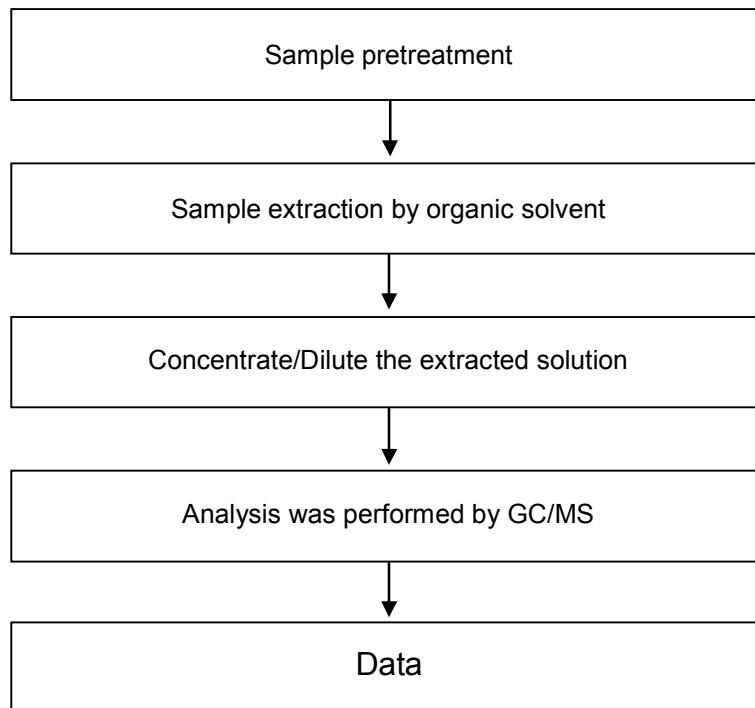 Sample pretreatment
Sample extraction by organic solvent
Concentrate/Dilute the extracted solution
Analysis was performed by GC/MS
Data